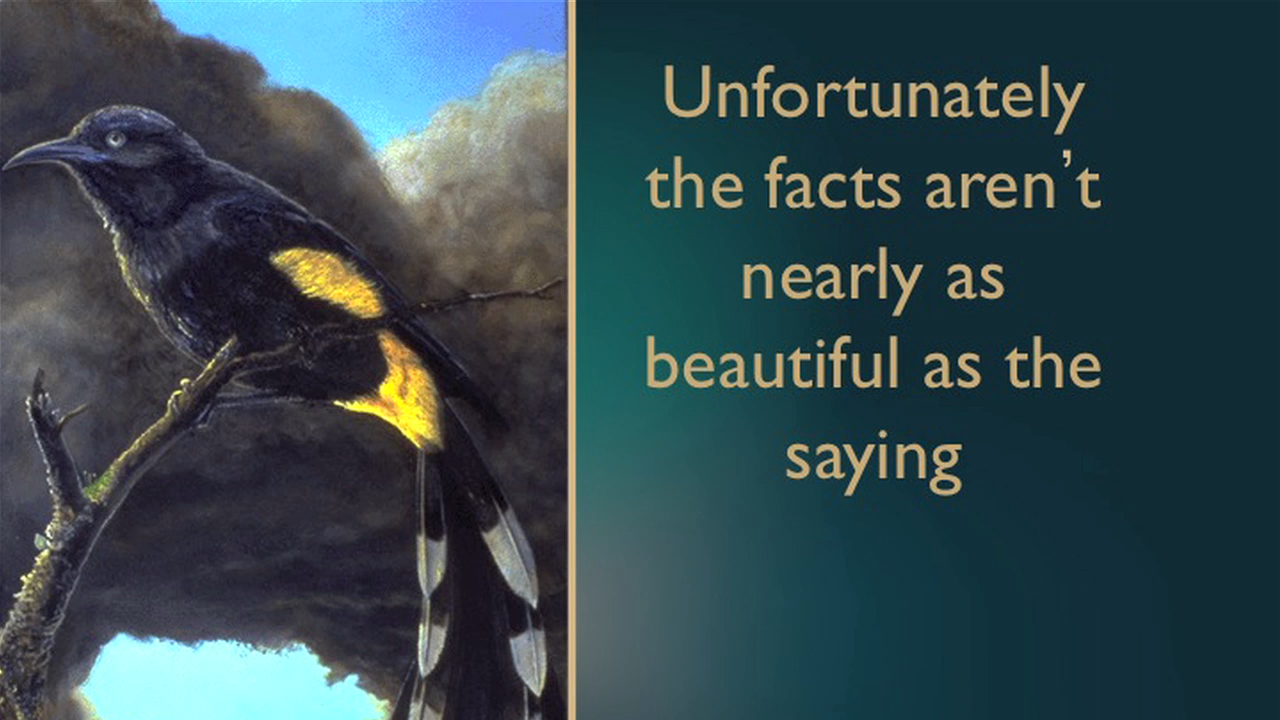 Unfortunately
the facts aren’t
nearly as
beautiful as the
saying